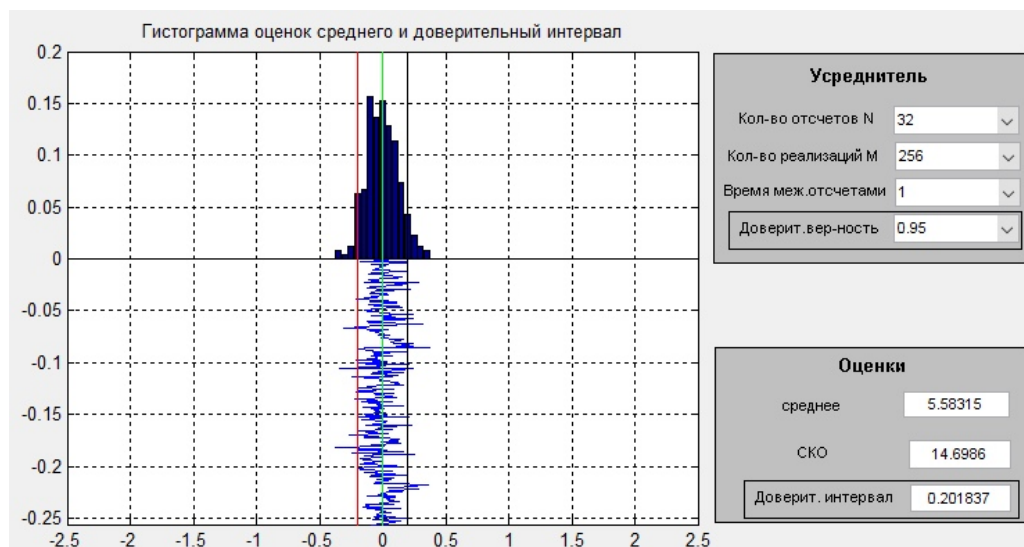 Гистограмма оценок среднего и доверительный интервал
0.2
0.15
0.1
0.05
0
-0.05
-0.1
-0.15
-0.2
-0.25
-2.5 -2 -1.5 -1 -0.5 0 0.5 1 1.5 2 2.5
Усреднитель
Кол-во отсчетов N 32
Кол-во реализаций M 256
Время меж.отсчетами 1
Доверит.вер-ность 0.95
Оценки
среднее 5.58315
СКО 14.6986
Доверит. интервал 0.201837